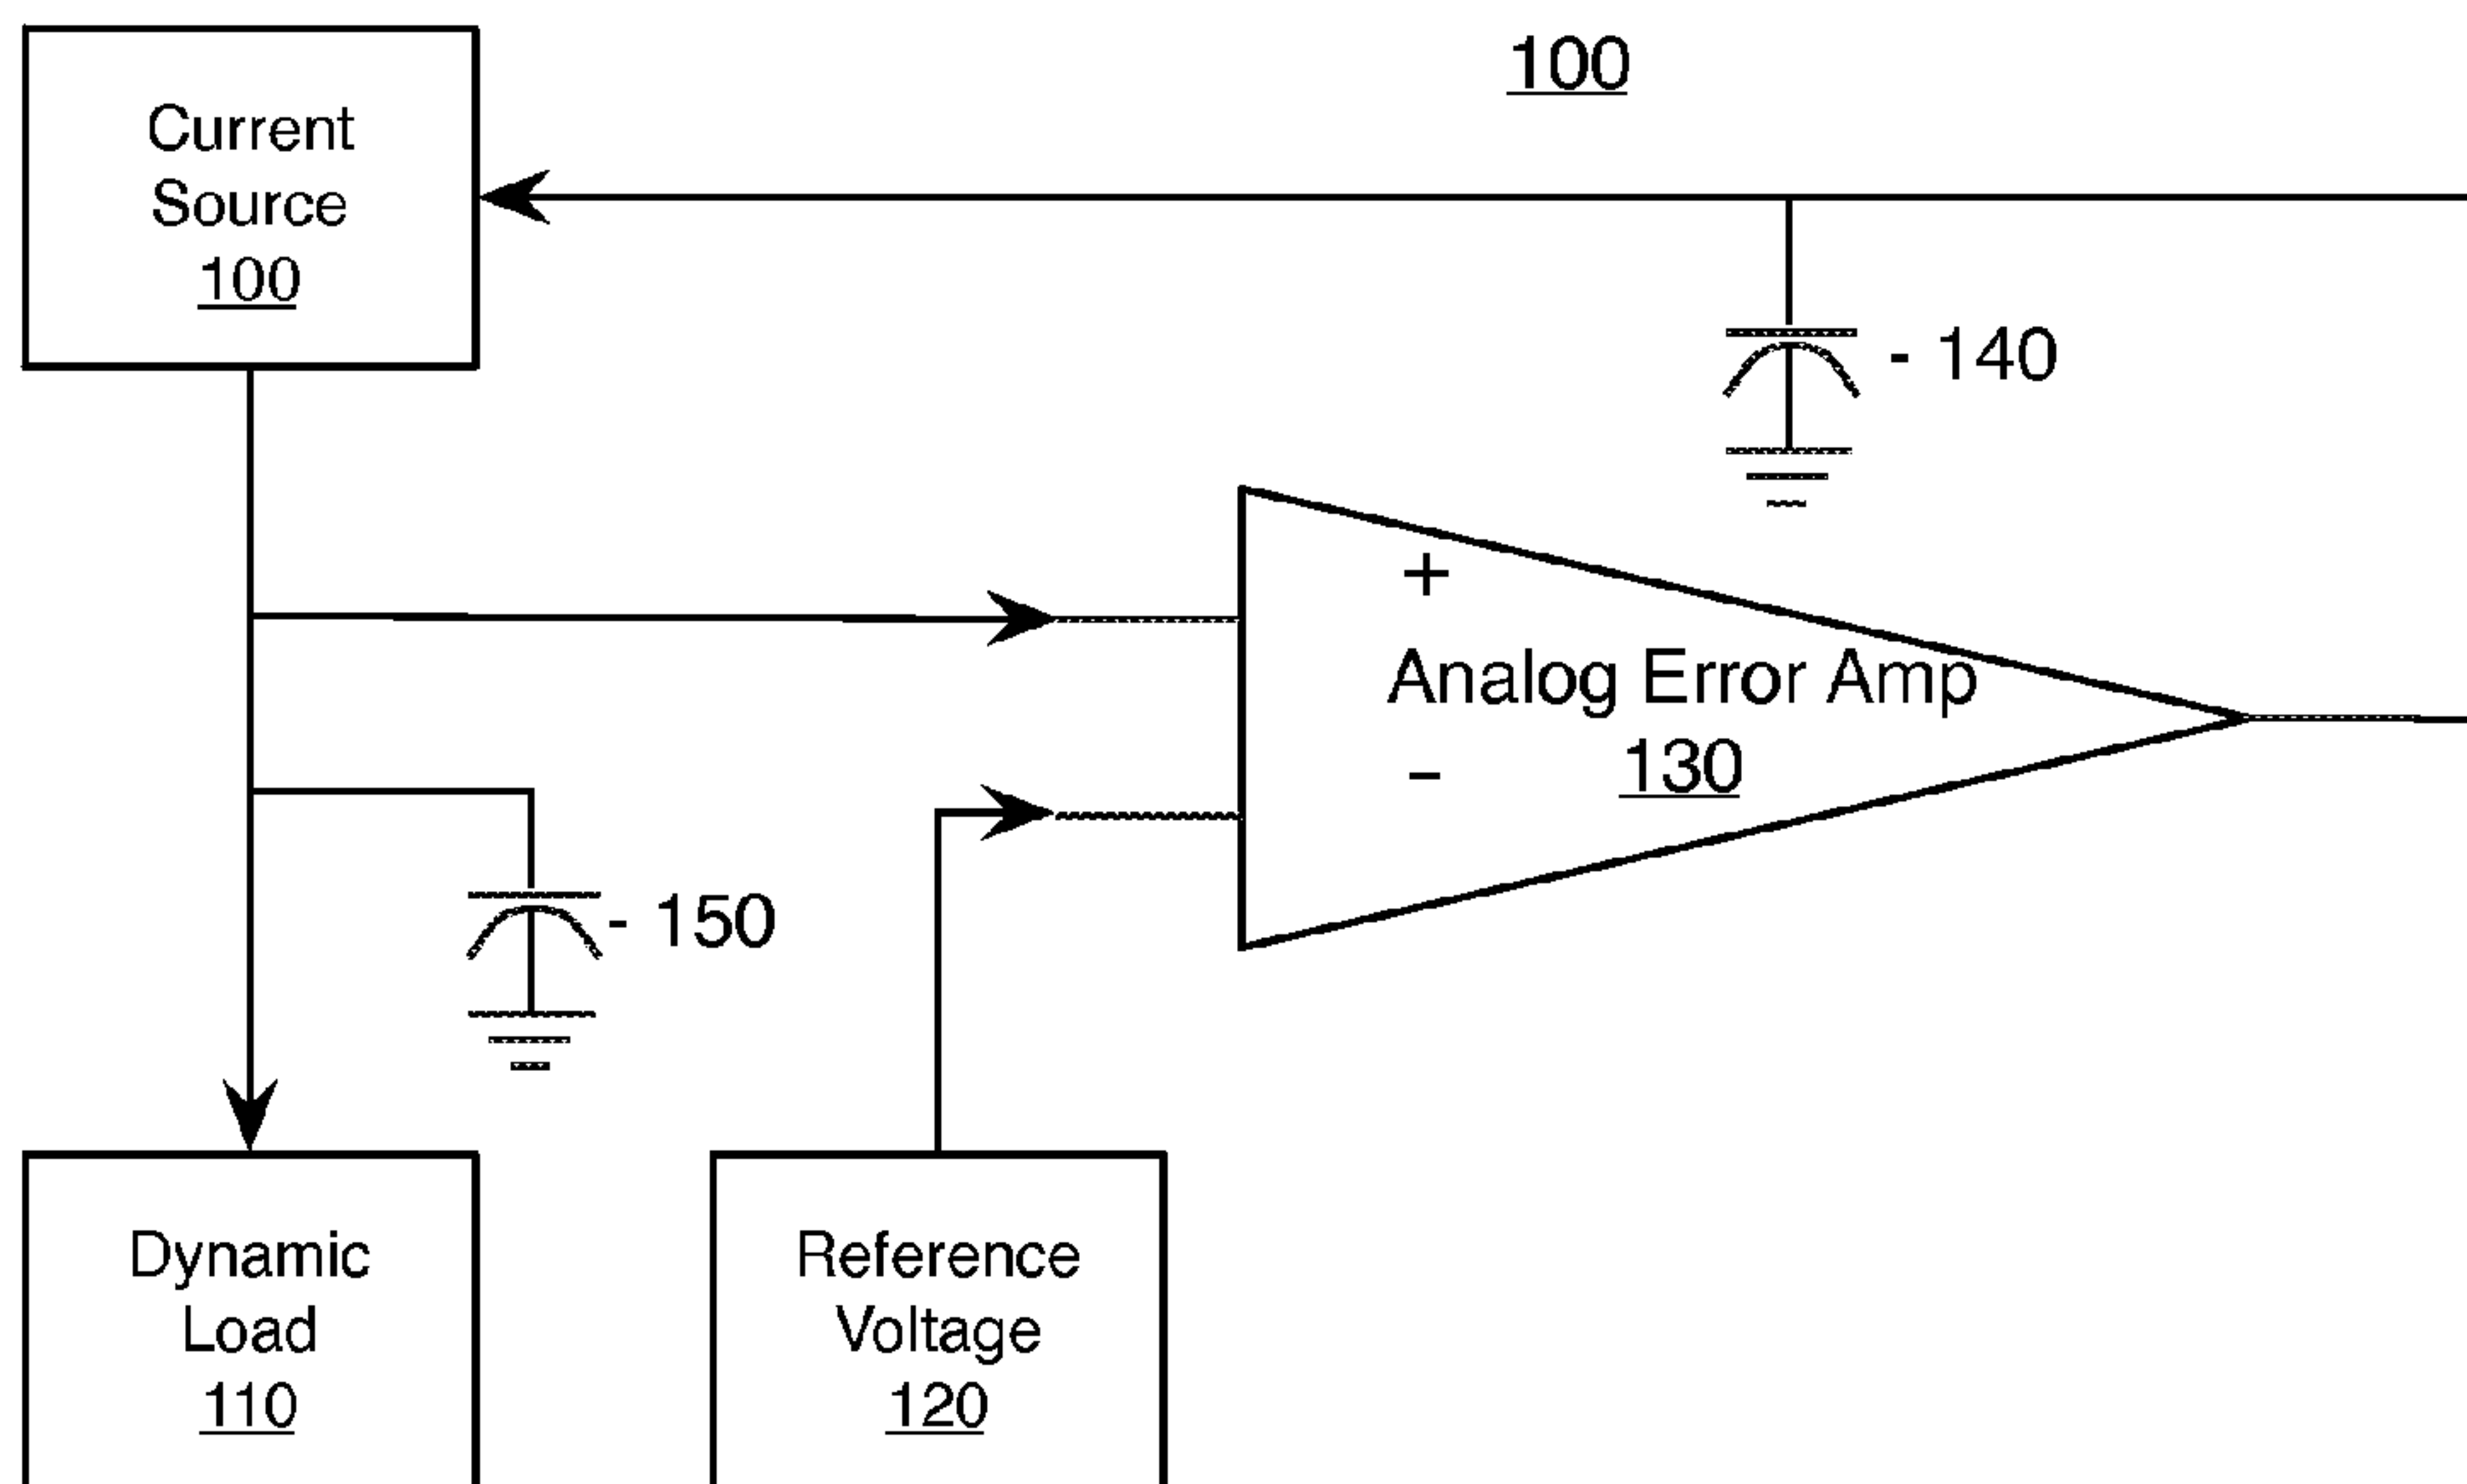 100
Current
Source
100
- 140
+
Analog Error Amp
130
–
- 150
Dynamic
Load
110
Reference
Voltage
120